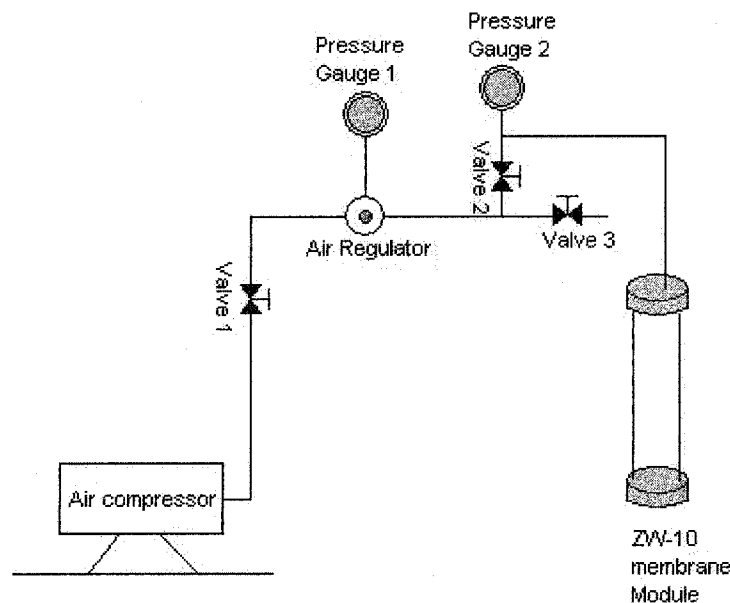 Pressure
Gauge 1
Pressure
Gauge 2
Valve 2
Air Regulator
Valve 3
Valve 1
Air compressor
ZW-10
membrane
Module